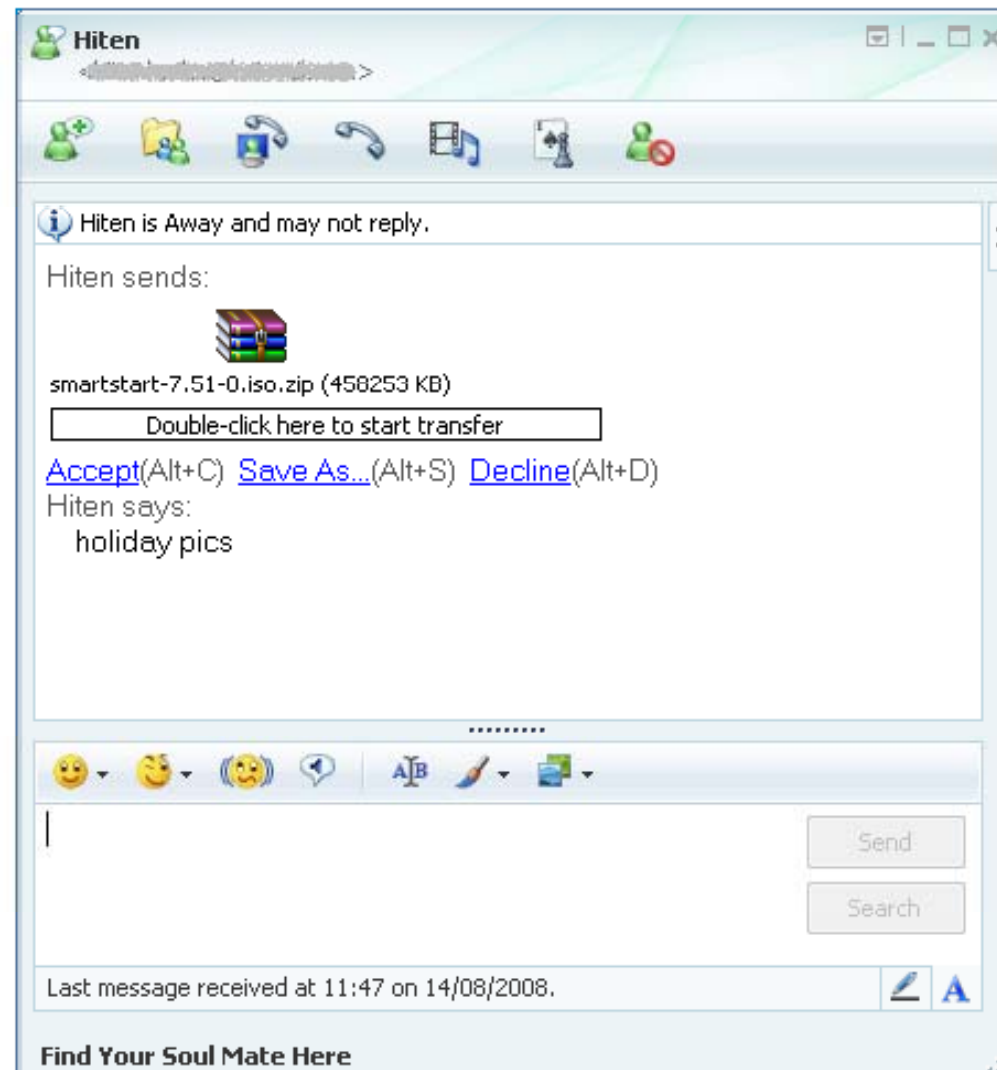 Hiten
Hiten is Away and may not reply.
Hiten sends:
smartstart-7.51-0.iso.zip (458253 KB)
Double-click here to start transfer
Accept(Alt+C) Save As...(Alt+S) Decline(Alt+D)
Hiten says:
holiday pics
Send
Search
Last message received at 11:47 on 14/08/2008.
Find Your Soul Mate Here